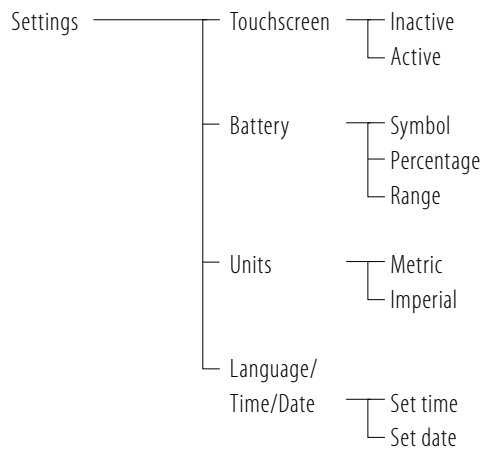 Settings Touchscreen Inactive
Active
Battery Symbol
Percentage
Range
Units Metric
Imperial
Language/
Time/Date Set time
Set date